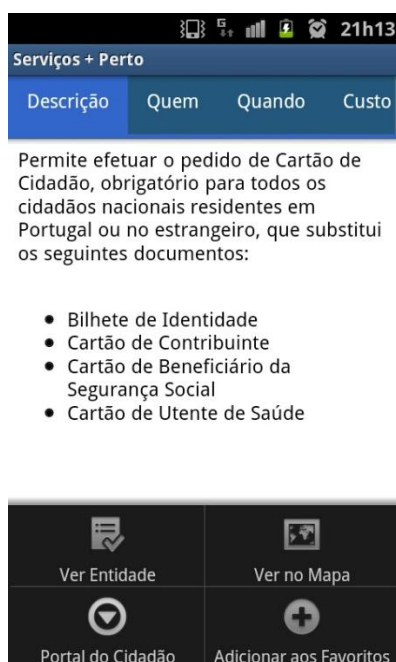 21h13
Serviços + Perto
Descrição Quem Quando Custo
Permite efetuar o pedido de Cartão de
Cidadão, obrigatório para todos os
cidadãos nacionais residentes em
Portugal ou no estrangeiro, que substitui
os seguintes documentos:
Bilhete de Identidade
Cartão de Contribuinte
Cartão de Beneficiário da
Segurança Social
Cartão de Utente de Saúde
Ver Entidade Ver no Mapa
Portal do Cidadão Adicionar aos Favoritos